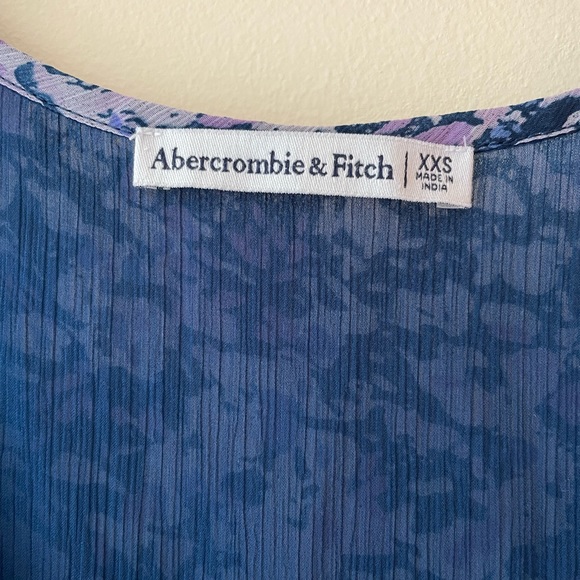 Abercrombie & Fitch | XXS
MADE IN
INDIA